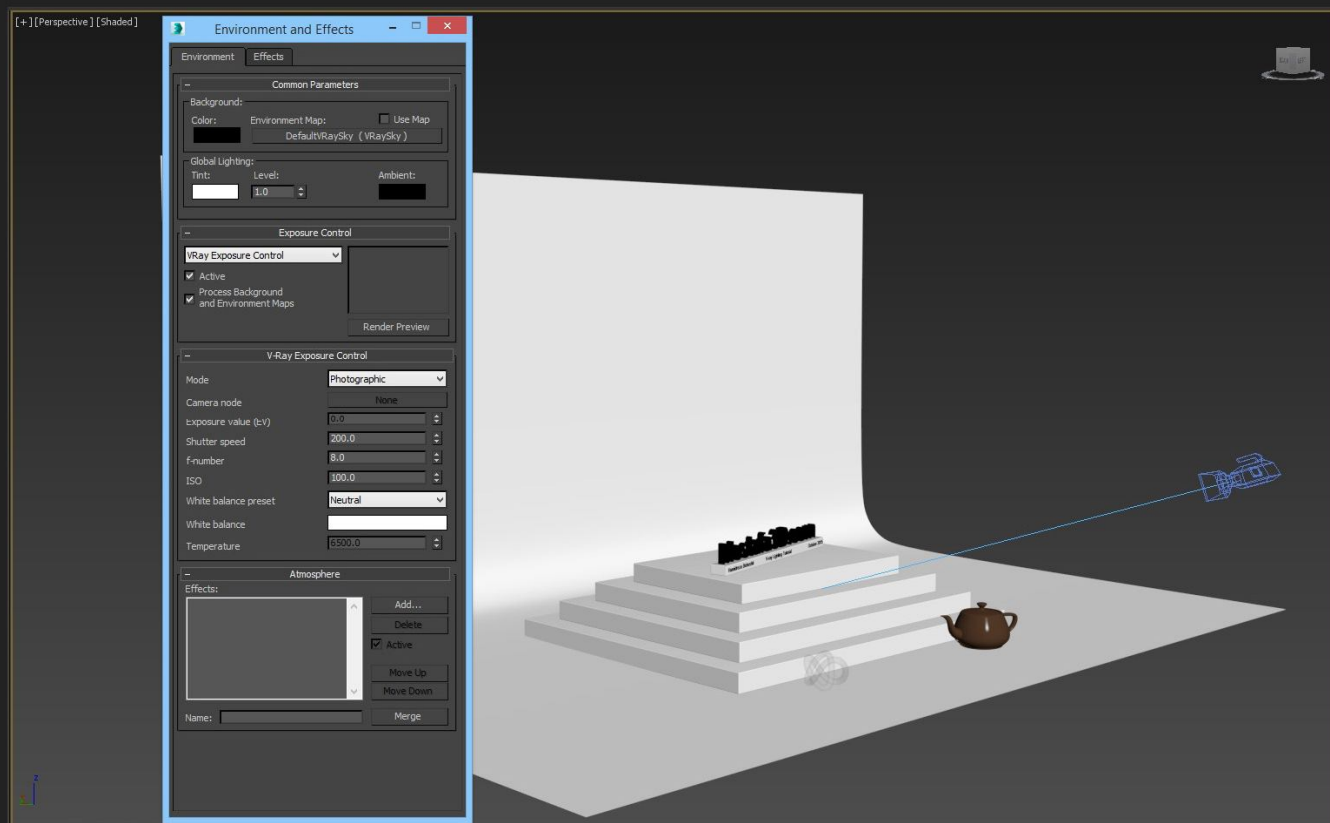 [+][Perspective][Shaded]
Environment and Effects
Environment Effects
Common Parameters
Background:
Color: Environment Map: Use Map
DefaultVRaySky ( VRaySky )
Global Lighting:
Tint: Level: Ambient:
1.0
Exposure Control
VRay Exposure Control
Active
Process Background
and Environment Maps
Render Preview
V-Ray Exposure Control
Mode Photographic
Camera node None
Exposure value (EV) 0.0
Shutter speed 200.0
f-number 8.0
ISO 100.0
White balance preset Neutral
White balance
Temperature 6500.0
Atmosphere
Effects:
Add...
Delete
Active
Move Up
Move Down
Name: Merge
z